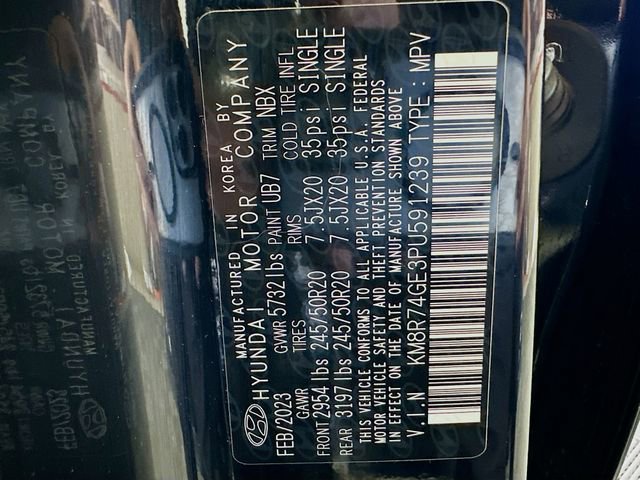 MANUFACTURED IN KOREA BY
HYUNDAI MOTOR COMPANY
FEB/2023 GVWR 5732 lbs PAINT UB7 TRIM NBX
GAWR TIRES RIMS COLD TIRE INFL
FRONT 2954 lbs 245/50R20 7.5JX20 35psi SINGLE
REAR 3197 lbs 245/50R20 7.5JX20 35psi SINGLE
THIS VEHICLE CONFORMS TO ALL APPLICABLE U.S.A. FEDERAL
MOTOR VEHICLE SAFETY AND THEFT PREVENTION STANDARDS
IN EFFECT ON THE DATE OF MANUFACTURE SHOWN ABOVE
V.I.N KM8R74GE3PU591239 TYPE : MPV